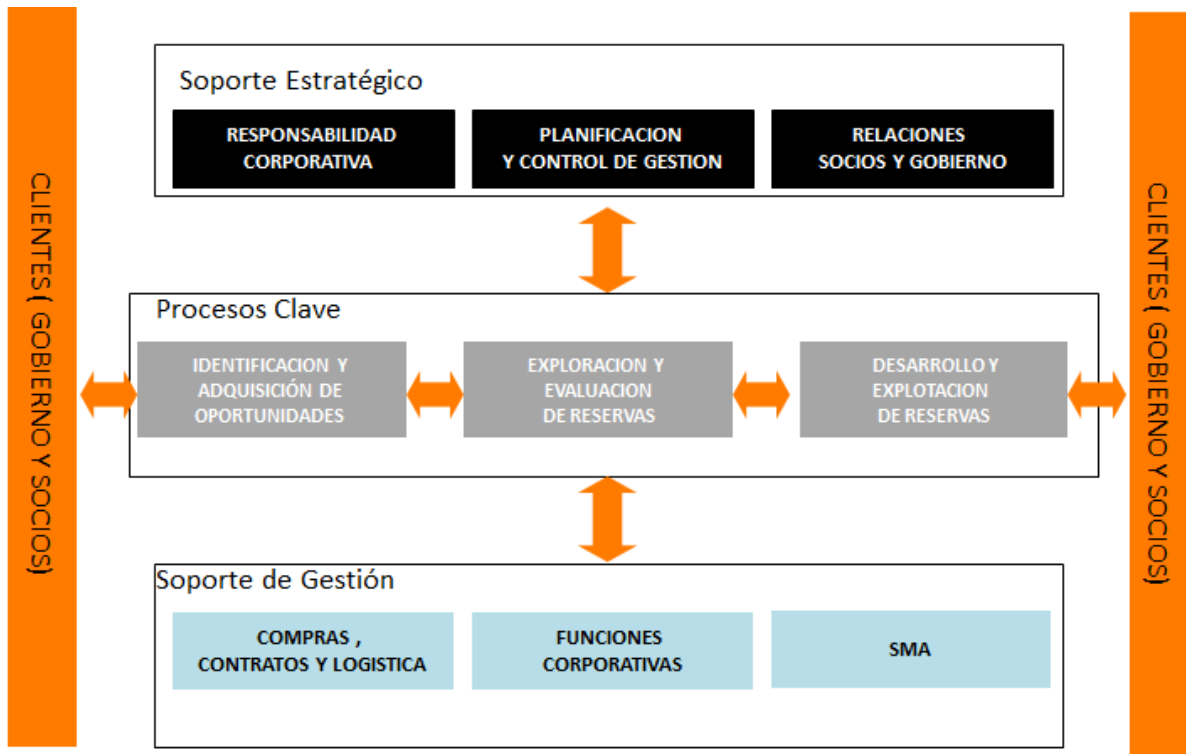 CLIENTES ( GOBIERNO Y SOCIOS)
Soporte Estratégico
RESPONSABILIDAD
CORPORATIVA
PLANIFICACION
Y CONTROL DE GESTION
RELACIONES
SOCIOS Y GOBIERNO
Procesos Clave
IDENTIFICACION Y
ADQUISICIÓN DE
OPORTUNIDADES
EXPLORACION Y
EVALUACION
DE RESERVAS
DESARROLLO Y
EXPLOTACION
DE RESERVAS
Soporte de Gestión
COMPRAS ,
CONTRATOS Y LOGISTICA
FUNCIONES
CORPORATIVAS
SMA
CLIENTES ( GOBIERNO Y SOCIOS)